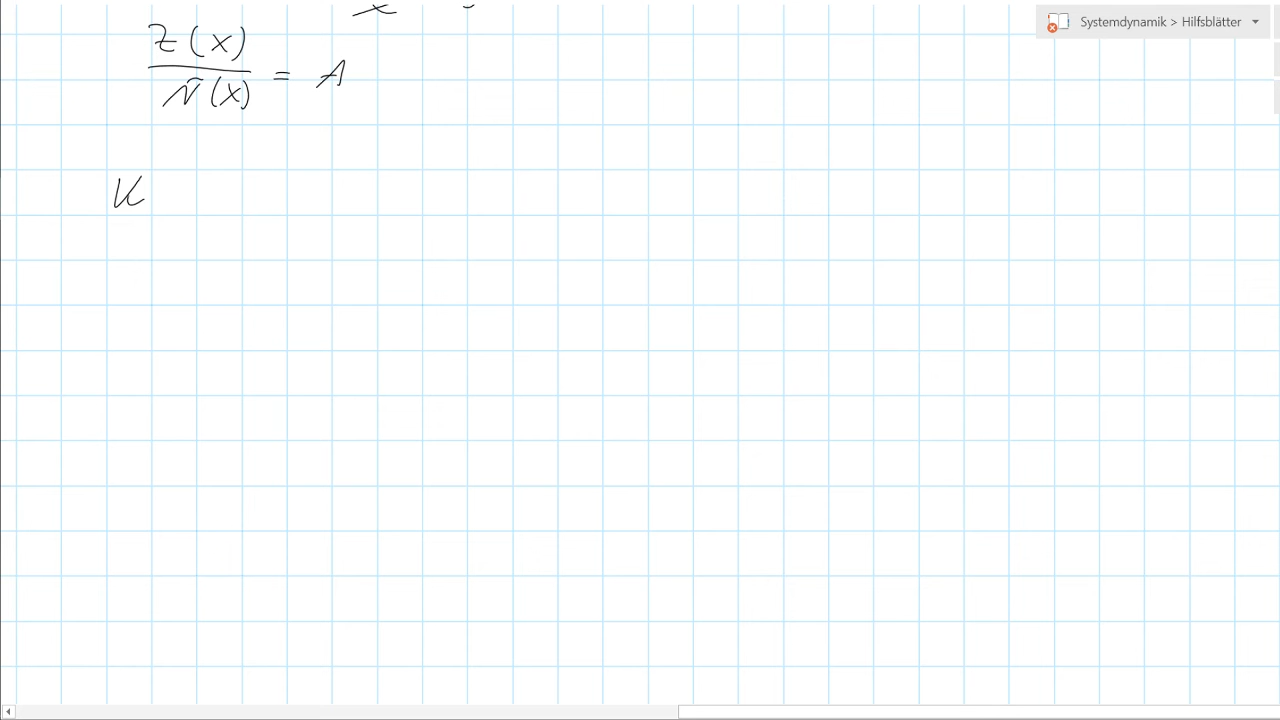 Systemdynamik > Hilfsblätter
Z(x)
Ñ(x) = A
K